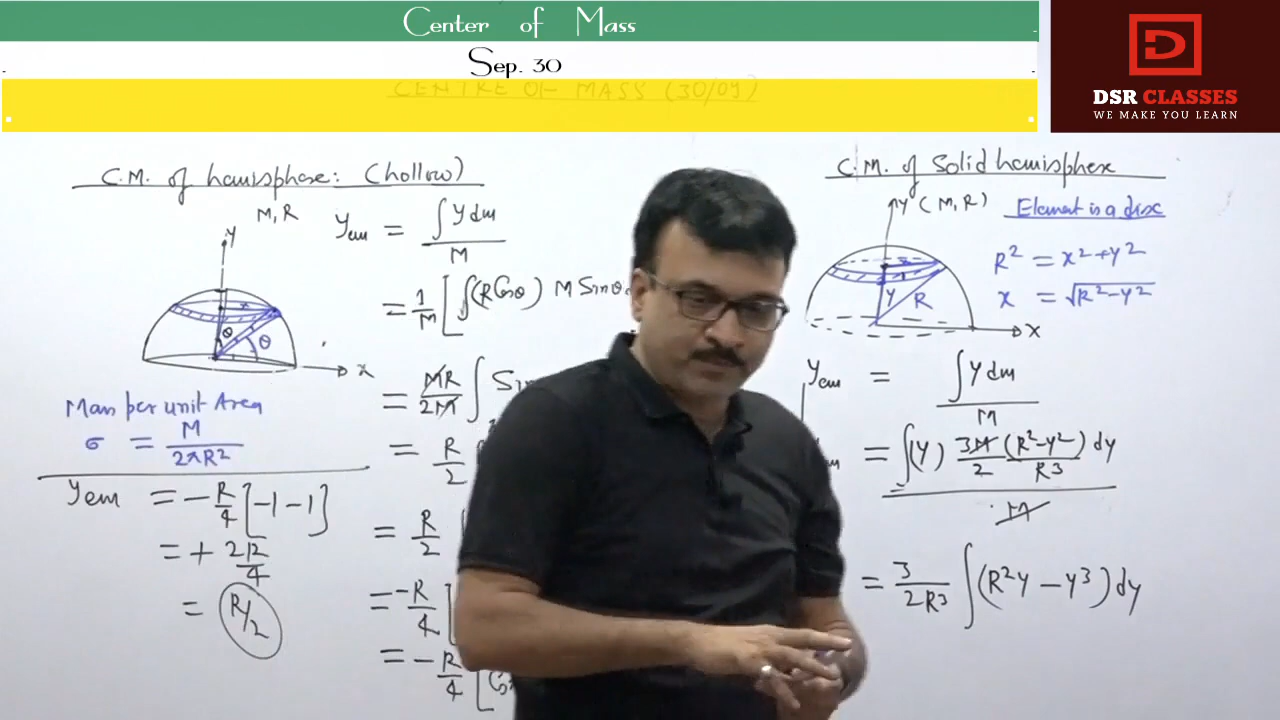 Center of Mass
Sep. 30
CENTRE OF MASS (30/09)
DSR CLASSES
WE MAKE YOU LEARN
C.M. of hemisphere: (hollow)
M, R
y
x
x
θ
θ
Mass per unit Area
σ = M / 2πR²
Ycm = ∫ Y dm / M
= 1/M [ ∫(R Cosθ) M Sinθ
= MR / 2M ∫ Sin
= R/2
= R/2
= -R/4 [
= -R/4 [ Cos
Ycm = -R/4 [-1 - 1]
= + 2R/4
= R/2
C.M. of Solid hemisphere
Y (M, R)
Element is a disc
x
Y
R
X
R² = x² + y²
x = √R² - y²
Ycm = ∫ Y dm / M
= ∫(Y) 3M/2 (R² - y²)/R³ dy / M
= 3/2R³ ∫ (R²y - y³) dy